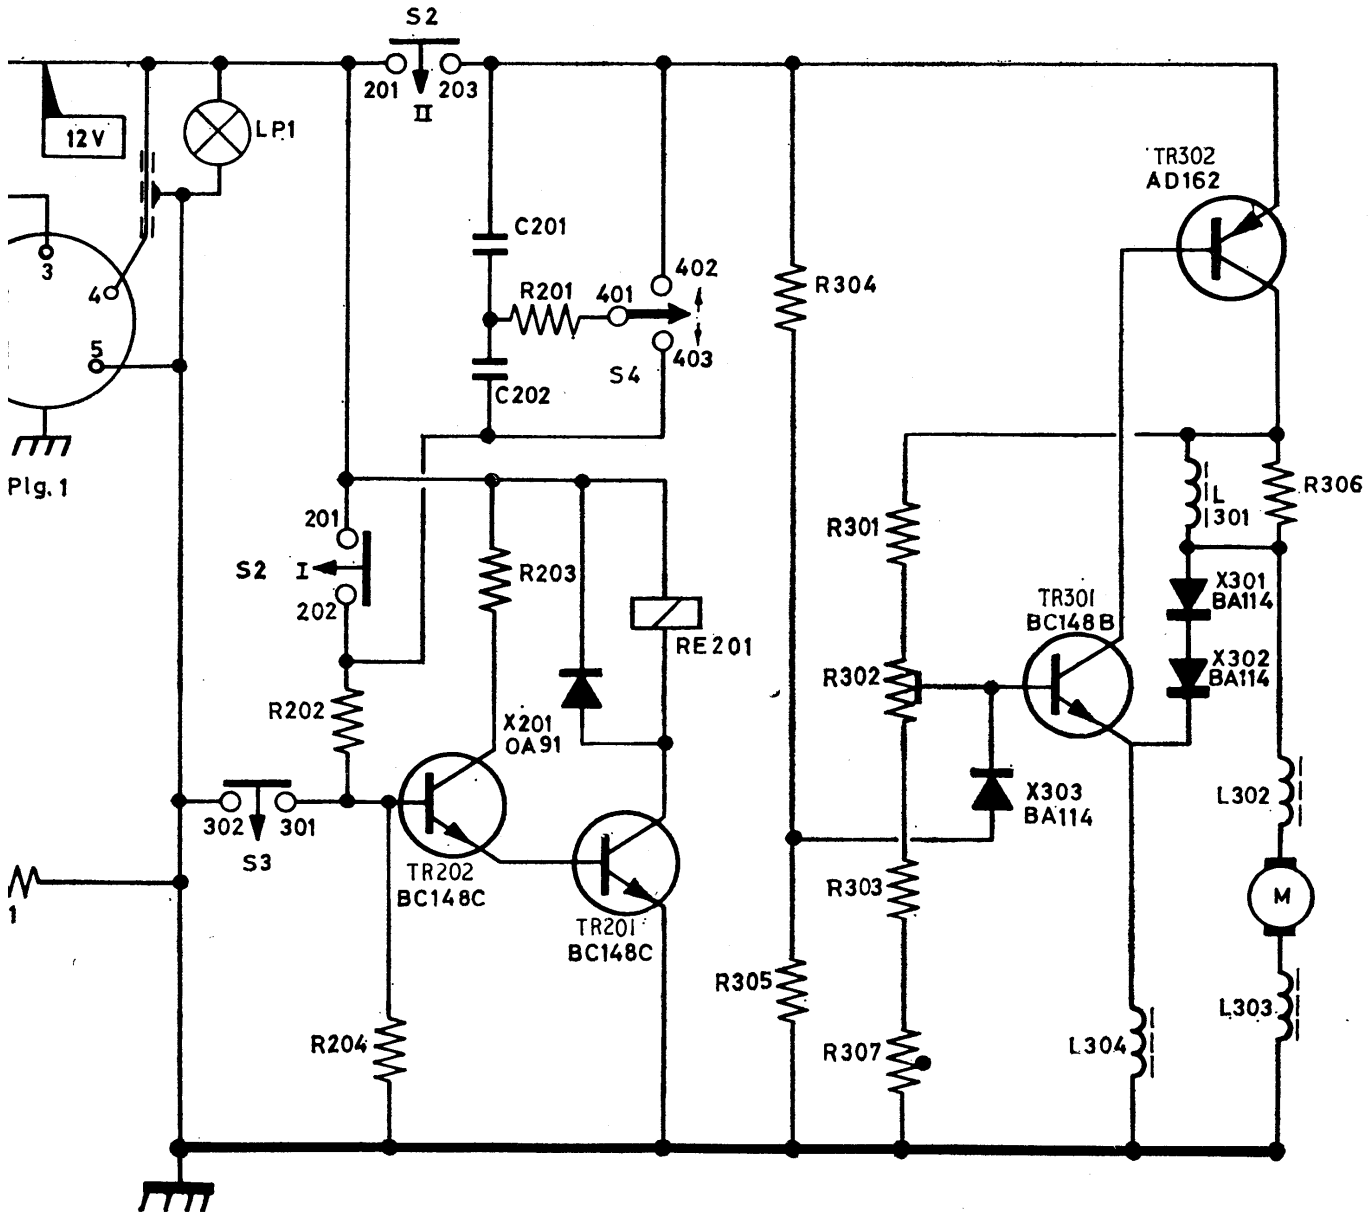 S2
201
203
II
12V
LP1
TR302
AD162
C201
R201
401
402
403
S4
C202
R304
3
4
5
Plg.1
R301
L
301
R306
201
S2
I
202
R203
RE201
X301
BA114
TR301
BC148B
X302
BA114
R302
R202
X201
OA91
302
301
S3
X303
BA114
L302
TR202
BC148C
R303
M
1
TR201
BC148C
R305
L303
R204
R307
L304